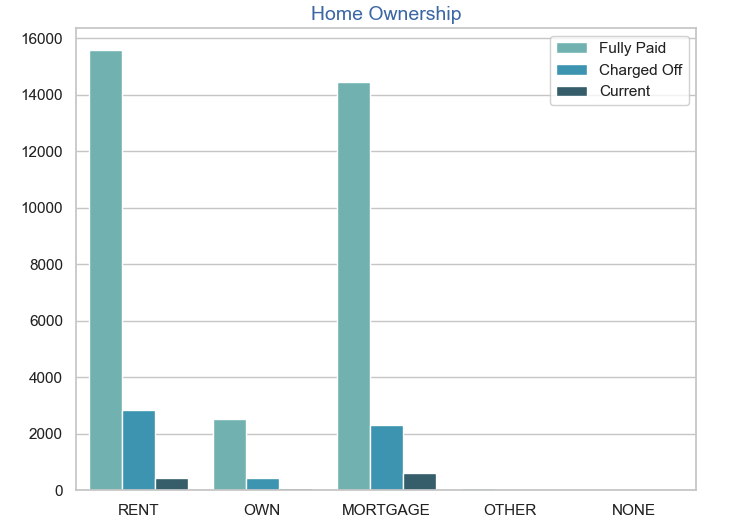 Home Ownership
16000
14000
12000
10000
8000
6000
4000
2000
0
Fully Paid
Charged Off
Current
RENT OWN MORTGAGE OTHER NONE